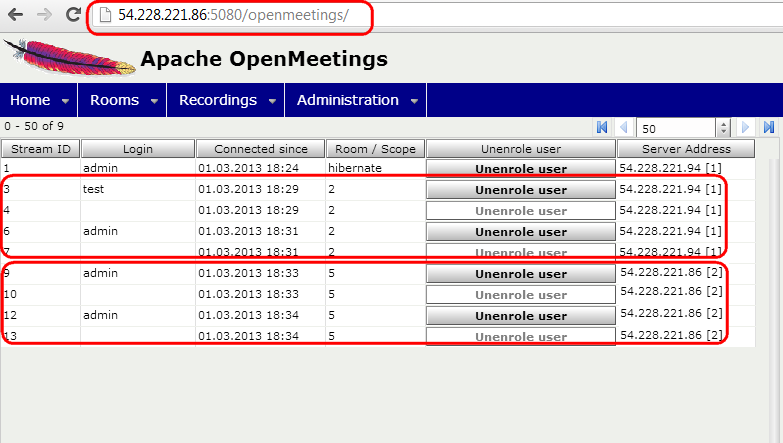 54.228.221.86:5080/openmeetings/
Apache OpenMeetings
Home Rooms Recordings Administration
0 - 50 of 9 50
Stream ID Login Connected since Room / Scope Unenrole user Server Address
1 admin 01.03.2013 18:24 hibernate Unenrole user 54.228.221.94 [1]
3 test 01.03.2013 18:29 2 Unenrole user 54.228.221.94 [1]
4 01.03.2013 18:29 2 Unenrole user 54.228.221.94 [1]
6 admin 01.03.2013 18:31 2 Unenrole user 54.228.221.94 [1]
7 01.03.2013 18:31 2 Unenrole user 54.228.221.94 [1]
9 admin 01.03.2013 18:33 5 Unenrole user 54.228.221.86 [2]
10 01.03.2013 18:33 5 Unenrole user 54.228.221.86 [2]
12 admin 01.03.2013 18:34 5 Unenrole user 54.228.221.86 [2]
13 01.03.2013 18:34 5 Unenrole user 54.228.221.86 [2]